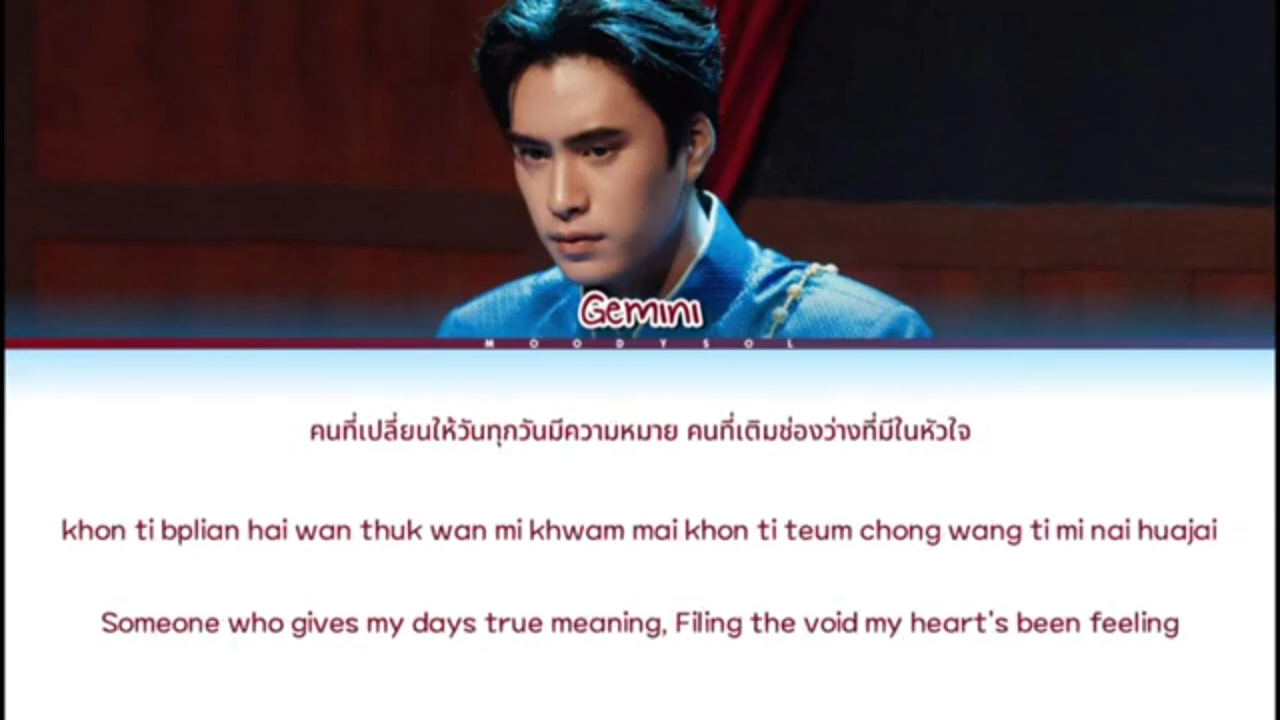 Gemini
MOODYSOL
คนที่เปลี่ยนให้วันทุกวันมีความหมาย คนที่เติมช่องว่างที่มีในหัวใจ
khon ti bplian hai wan thuk wan mi khwam mai khon ti teum chong wang ti mi nai huajai
Someone who gives my days true meaning, Filing the void my heart's been feeling